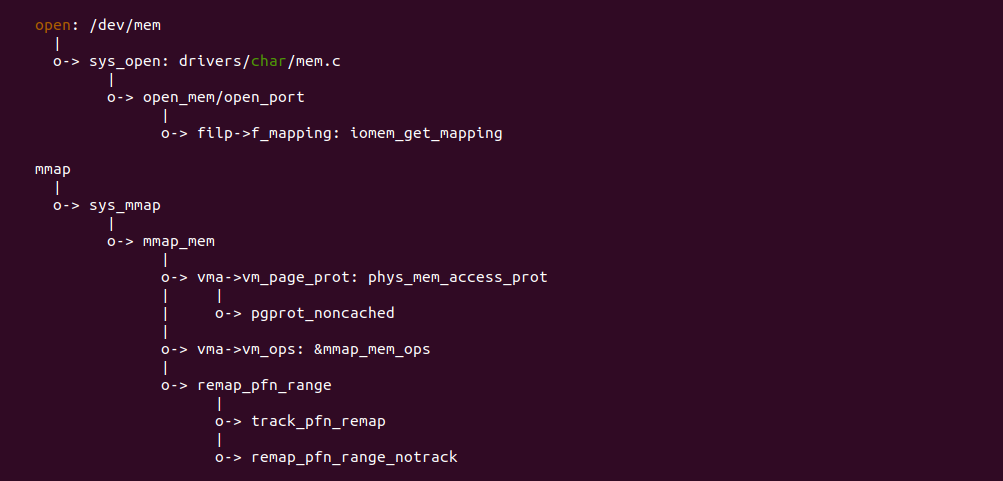 open: /dev/mem
  |
  o-> sys_open: drivers/char/mem.c
        |
        o-> open_mem/open_port
              |
              o-> filp->f_mapping: iomem_get_mapping

mmap
  |
  o-> sys_mmap
        |
        o-> mmap_mem
              |
              o-> vma->vm_page_prot: phys_mem_access_prot
              |     |
              |     o-> pgprot_noncached
              |
              o-> vma->vm_ops: &mmap_mem_ops
              |
              o-> remap_pfn_range
                    |
                    o-> track_pfn_remap
                    |
                    o-> remap_pfn_range_notrack